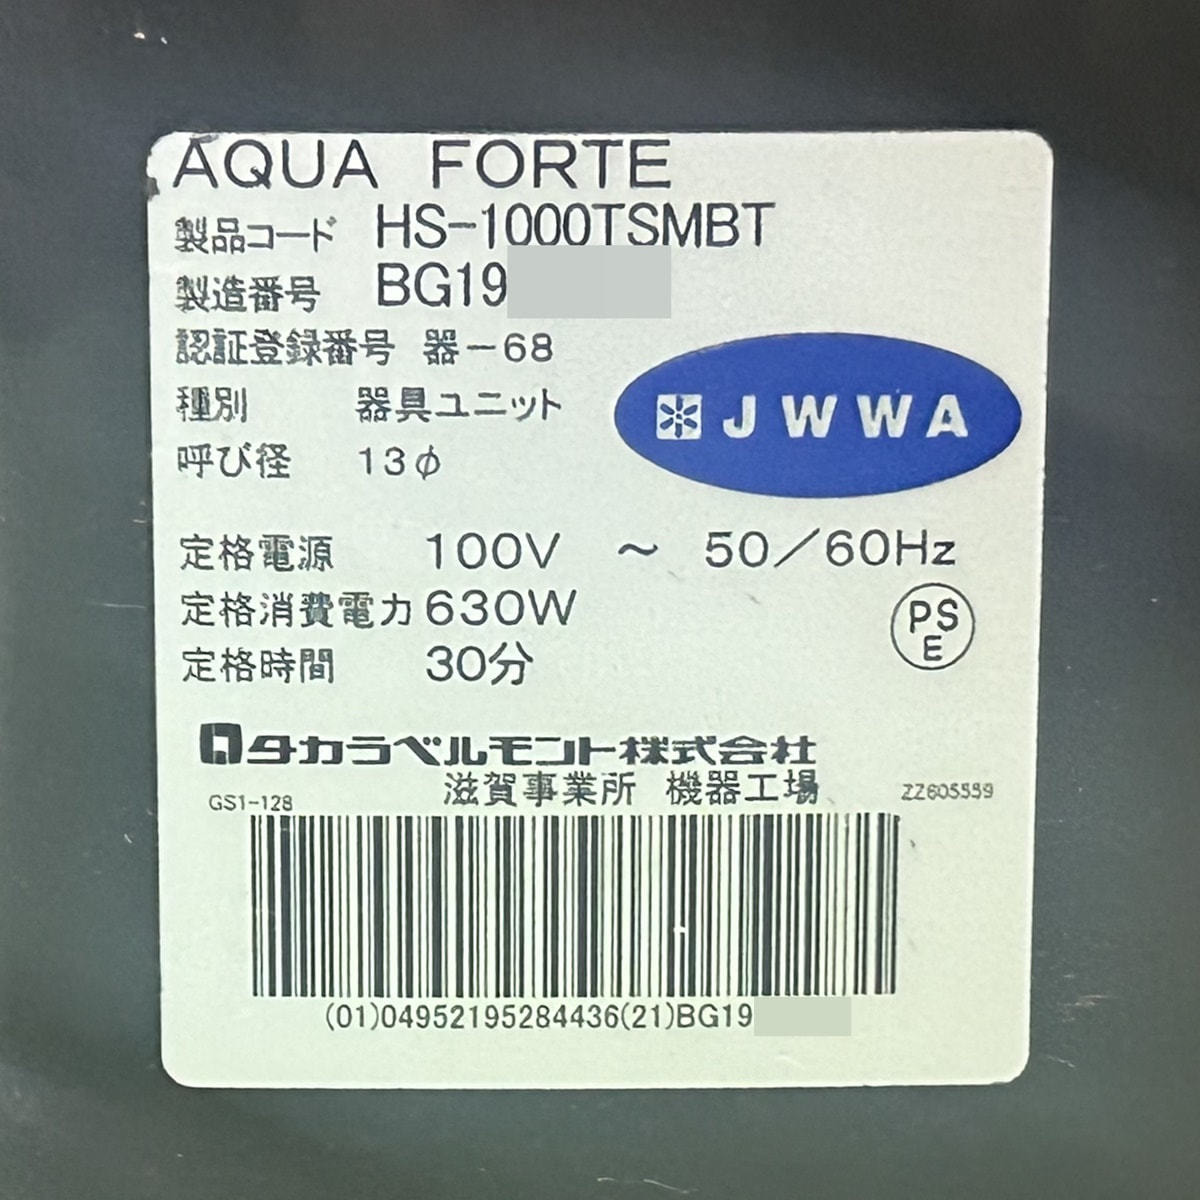 AQUA FORTE
製品コード HS-1000TSMBT
製造番号 BG19
認証登録番号 器-68
種別 器具ユニット
呼び径 13φ
JWWA
定格電源 100V ～ 50/60Hz
定格消費電力 630W
定格時間 30分
PS
E
タカラベルモント株式会社
滋賀事業所 機器工場
GS1-128
ZZ605559
(01)04952195284436(21)BG19